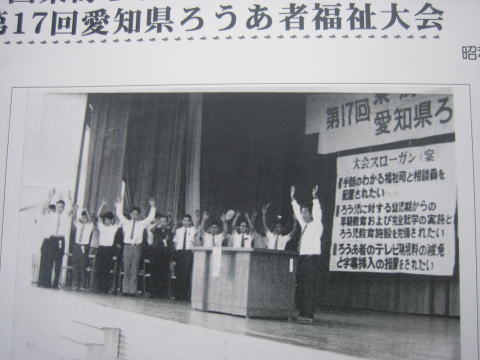 第17回愛知県ろうあ者福祉大会
昭
第17回
愛知県ろ
大会スローガン(案
手話のわかる福祉司と相談員を
配置されたい
ろう児に対する幼児期からの
早期教育および完全就学の実施と
ろう児教育施設を完備されたい
ろうあ者のテレビ聴視料の減免
と字幕挿入の措置をされたい